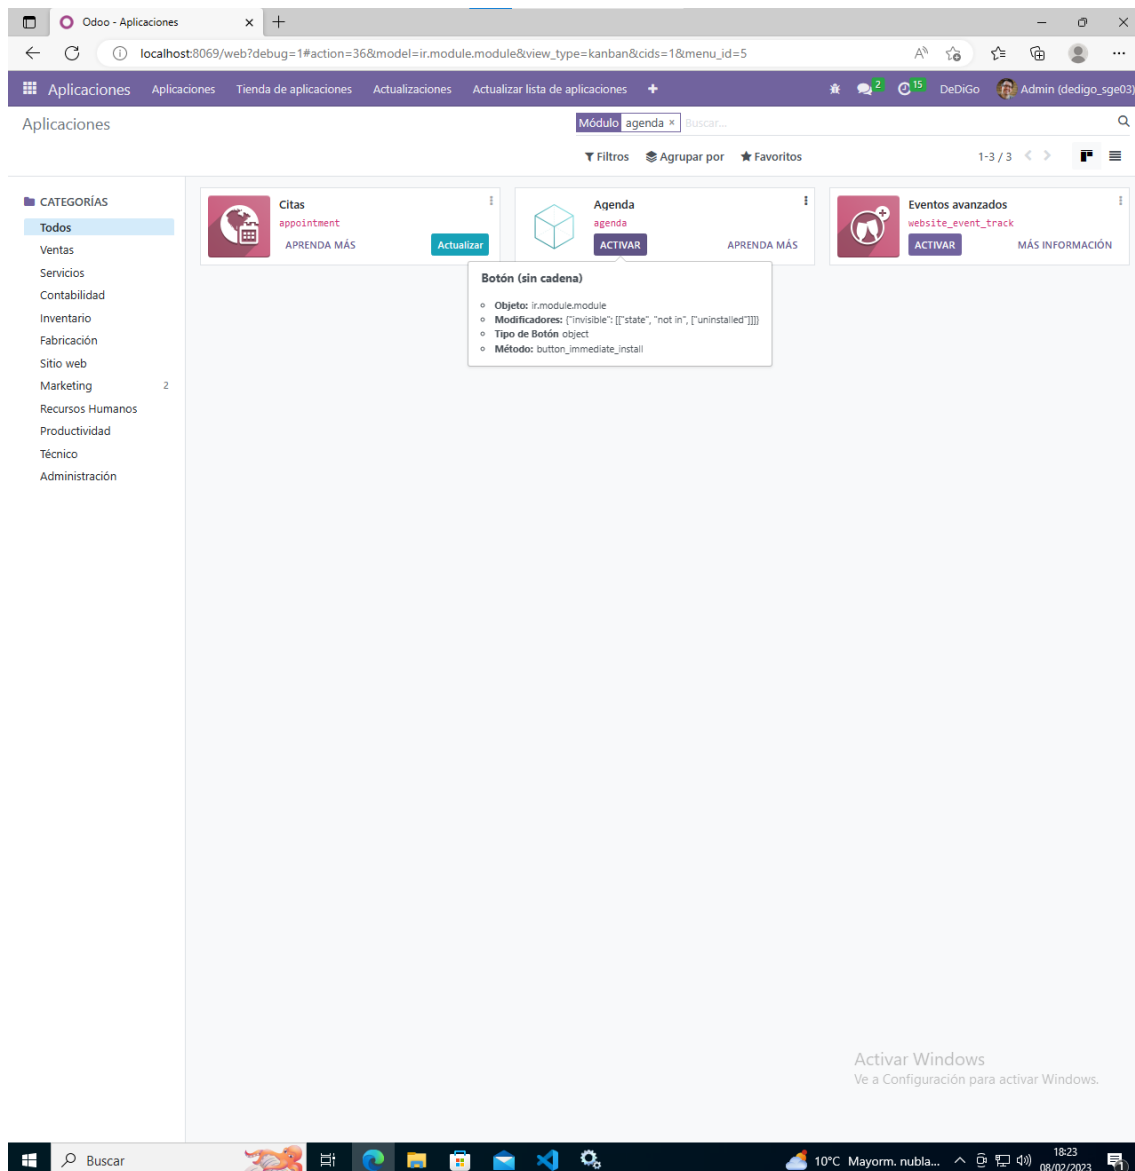 Odoo - Aplicaciones
localhost:8069/web?debug=1#action=36&model=ir.module.module&view_type=kanban&cids=1&menu_id=5
Aplicaciones Aplicaciones Tienda de aplicaciones Actualizaciones Actualizar lista de aplicaciones + 2 15 DeDiGo Admin (dedigo_sge03)
Aplicaciones Módulo agenda × Buscar...
Filtros Agrupar por Favoritos 1-3 / 3
CATEGORÍAS
Todos
Ventas
Servicios
Contabilidad
Inventario
Fabricación
Sitio web
Marketing 2
Recursos Humanos
Productividad
Técnico
Administración
Citas
appointment
APRENDA MÁS Actualizar
Agenda
agenda
ACTIVAR APRENDA MÁS
Eventos avanzados
website_event_track
ACTIVAR MÁS INFORMACIÓN
Botón (sin cadena)
Objeto: ir.module.module
Modificadores: {"invisible": [["state", "not in", ["uninstalled"]]]}
Tipo de Botón object
Método: button_immediate_install
Activar Windows
Ve a Configuración para activar Windows.
Buscar 10°C Mayorm. nubla... 18:23
08/02/2023